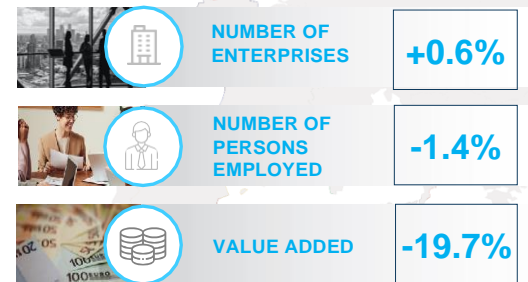 NUMBER OF
ENTERPRISES
+0.6%
NUMBER OF
PERSONS
EMPLOYED
-1.4%
VALUE ADDED
-19.7%